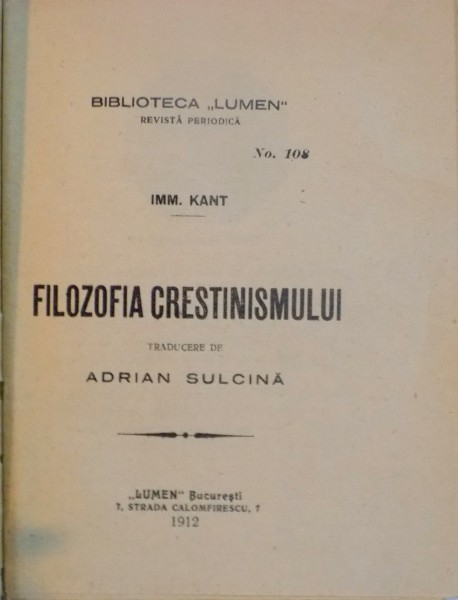 BIBLIOTECA „LUMEN“
REVISTĂ PERIODICĂ
No. 108
IMM. KANT
FILOZOFIA CRESTINISMULUI
TRADUCERE DE
ADRIAN SULCINĂ
„LUMEN“ Bucureşti
7, STRADA CALOMFIRESCU, 7
1912